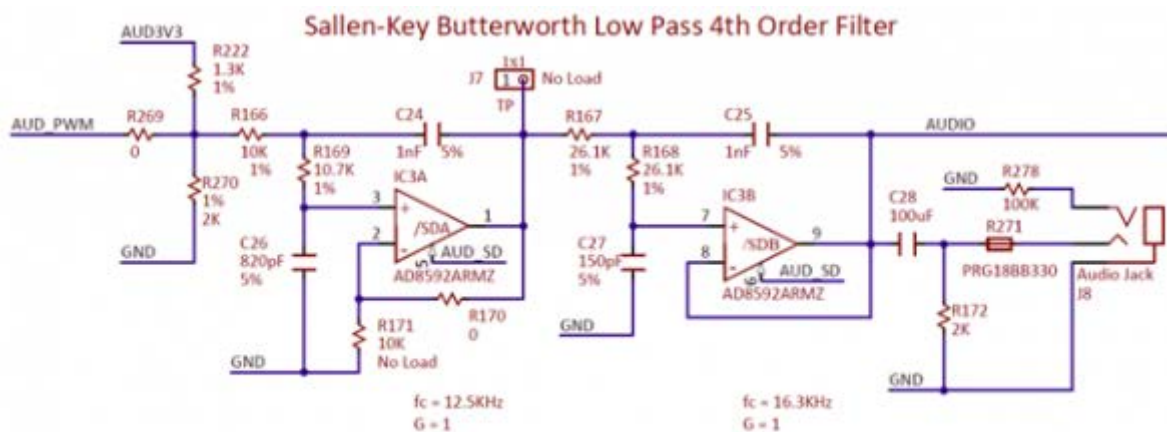 Sallen-Key Butterworth Low Pass 4th Order Filter
AUD3V3
R222
1.3K
1%
1x1
J7
1
No Load
TP
R269
AUD_PWM
0
R166
10K
1%
C24
1nF
5%
R167
26.1K
1%
C25
1nF
5%
AUDIO
R169
10.7K
1%
IC3A
R168
26.1K
1%
IC3B
R270
1%
2K
GND
3
+
/SDA
1
2
-
5
AUD_SD
AD8592ARMZ
7
+
/SDB
9
8
-
6
AUD_SD
AD8592ARMZ
C28
100uF
GND
R278
100K
R271
PRG18BB330
Audio Jack
J8
C26
820pF
5%
C27
150pF
5%
GND
R170
0
R171
10K
No Load
GND
R172
2K
GND
fc = 12.5KHz
G = 1
fc = 16.3KHz
G = 1